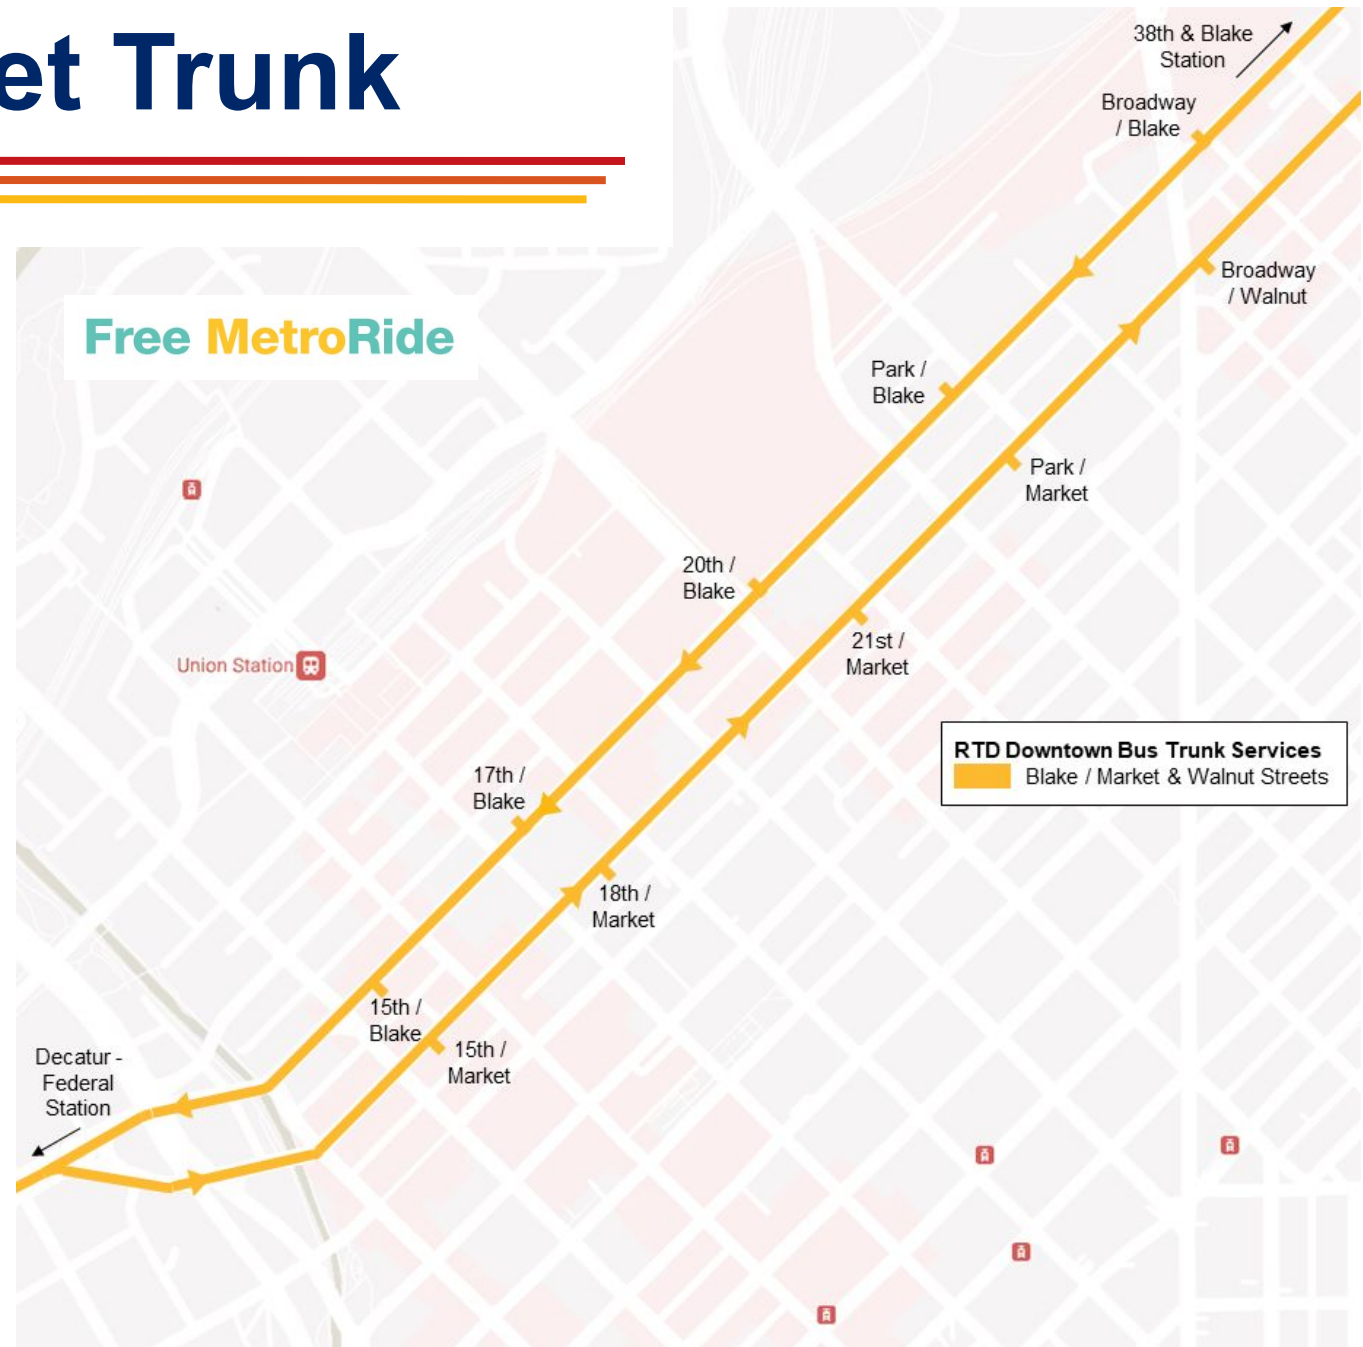 et Trunk
38th & Blake
Station
Broadway
/ Blake
Broadway
/ Walnut
Free MetroRide
Park /
Blake
Park /
Market
20th /
Blake
21st /
Market
Union Station
RTD Downtown Bus Trunk Services
Blake / Market & Walnut Streets
17th /
Blake
18th /
Market
15th /
Blake
15th /
Market
Decatur -
Federal
Station